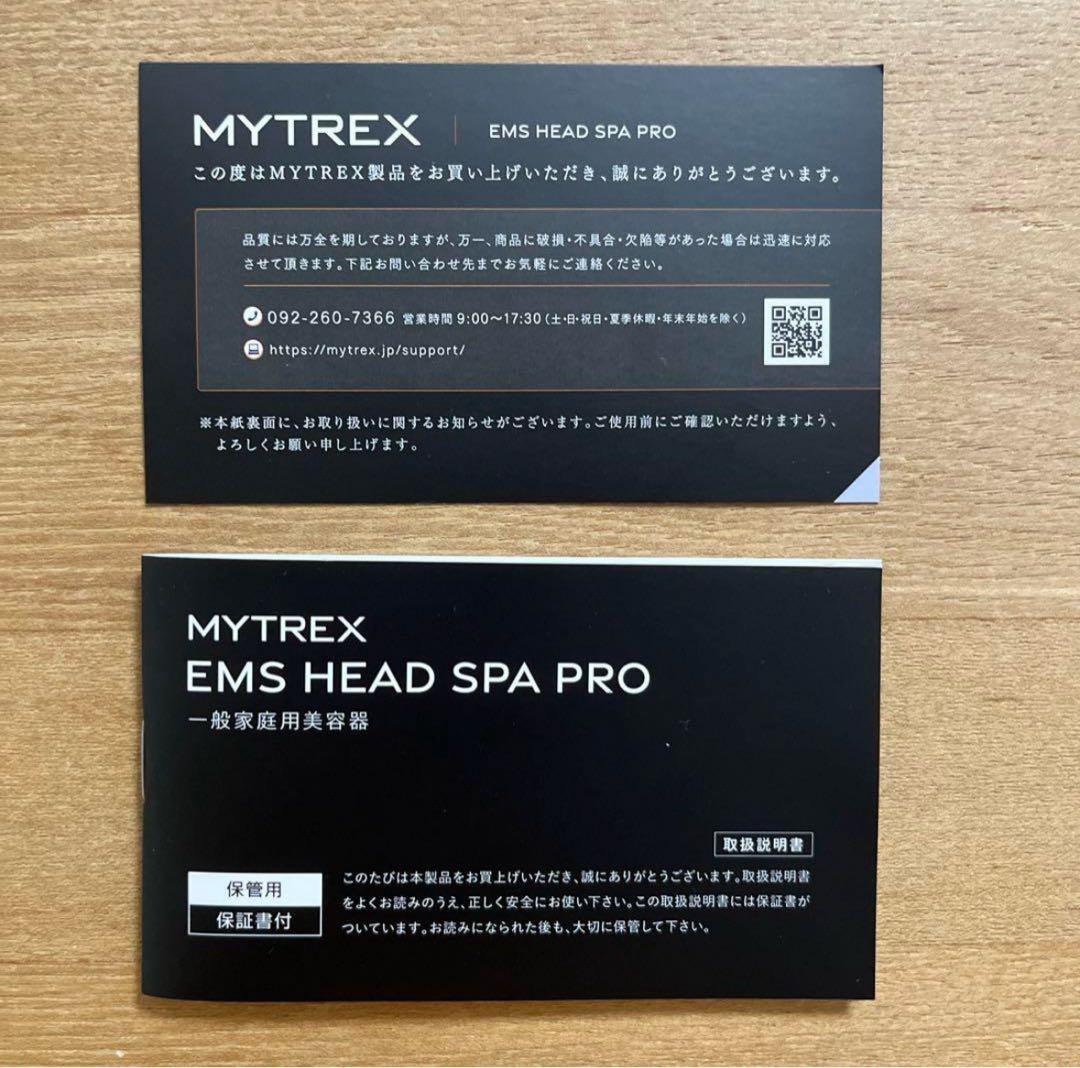 MYTREX EMS HEAD SPA PRO
この度はMYTREX製品をお買い上げいただき、誠にありがとうございます。
品質には万全を期しておりますが、万一、商品に破損・不具合・欠陥等があった場合は迅速に対応
させて頂きます。下記お問い合わせ先までお気軽にご連絡ください。
092-260-7366 営業時間 9:00〜17:30（土・日・祝日・夏季休暇・年末年始を除く）
https://mytrex.jp/support/
※本紙裏面に、お取り扱いに関するお知らせがございます。ご使用前にご確認いただけますよう、
よろしくお願い申し上げます。
MYTREX
EMS HEAD SPA PRO
一般家庭用美容器
取扱説明書
保管用
保証書付
このたびは本製品をお買上げいただき、誠にありがとうございます。取扱説明書
をよくお読みのうえ、正しく安全にお使い下さい。この取扱説明書には保証書が
ついています。お読みになられた後も、大切に保管して下さい。